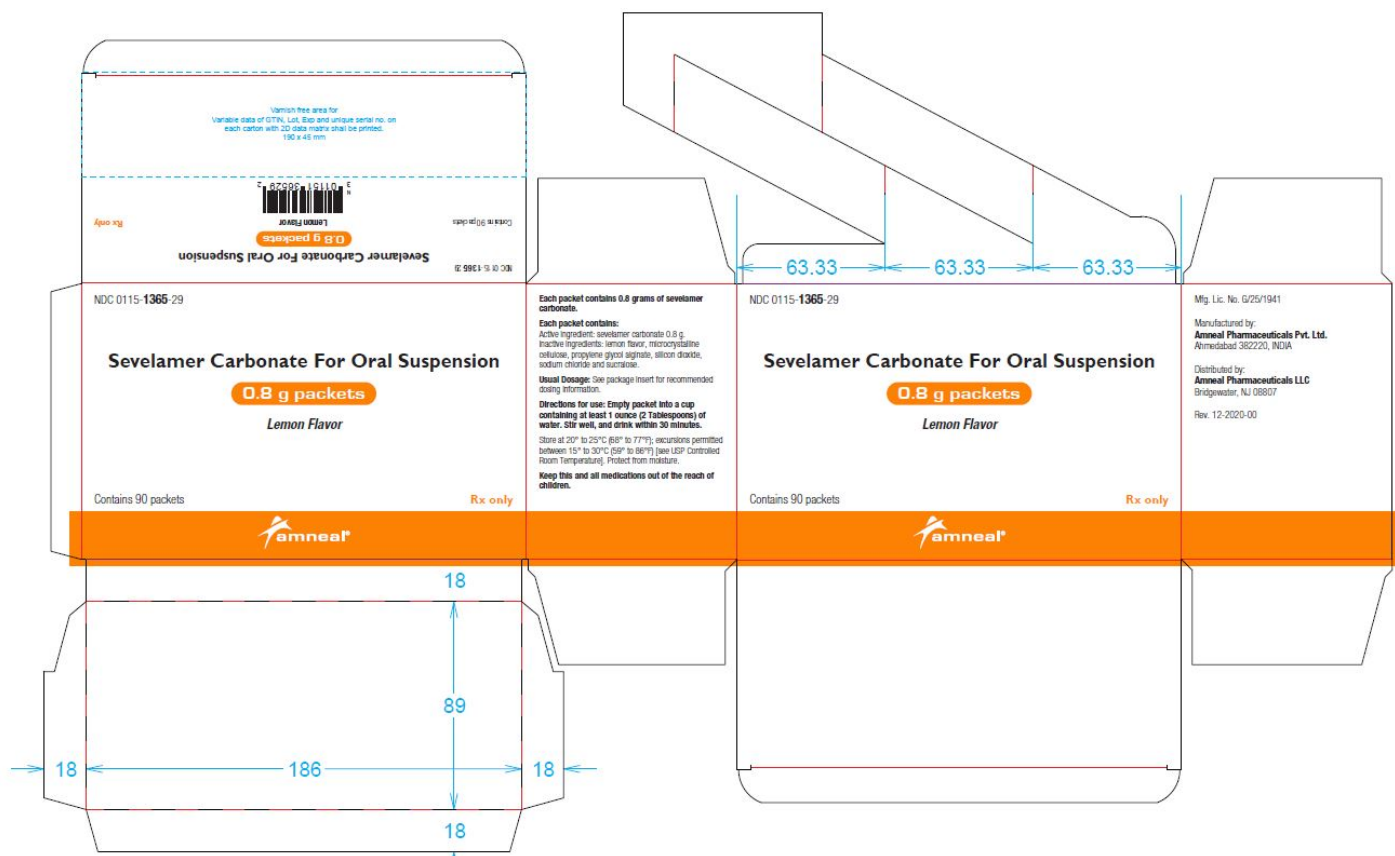 Varnish free area for
Variable data of GTIN, Lot, Exp and unique serial no. on
each carton with 2D data matrix shall be printed.
190 x 45 mm
NDC 0115-1365-29
Sevelamer Carbonate For Oral Suspension
0.8 g packets
Lemon Flavor
Contains 90 packets
Rx only
N
3 01151 36529 2
63.33
63.33
63.33
NDC 0115-1365-29
Sevelamer Carbonate For Oral Suspension
0.8 g packets
Lemon Flavor
Contains 90 packets
Rx only
amneal®
Each packet contains 0.8 grams of sevelamer
carbonate.
Each packet contains:
Active ingredient: sevelamer carbonate 0.8 g.
Inactive ingredients: lemon flavor, microcrystalline
cellulose, propylene glycol alginate, silicon dioxide,
sodium chloride and sucralose.
Usual Dosage: See package insert for recommended
dosing information.
Directions for use: Empty packet into a cup
containing at least 1 ounce (2 Tablespoons) of
water. Stir well, and drink within 30 minutes.
Store at 20° to 25°C (68° to 77°F); excursions permitted
between 15° to 30°C (59° to 86°F) [see USP Controlled
Room Temperature]. Protect from moisture.
Keep this and all medications out of the reach of
children.
NDC 0115-1365-29
Sevelamer Carbonate For Oral Suspension
0.8 g packets
Lemon Flavor
Contains 90 packets
Rx only
amneal®
Mfg. Lic. No. G/25/1941
Manufactured by:
Amneal Pharmaceuticals Pvt. Ltd.
Ahmedabad 382220, INDIA
Distributed by:
Amneal Pharmaceuticals LLC
Bridgewater, NJ 08807
Rev. 12-2020-00
18
89
18
186
18
18